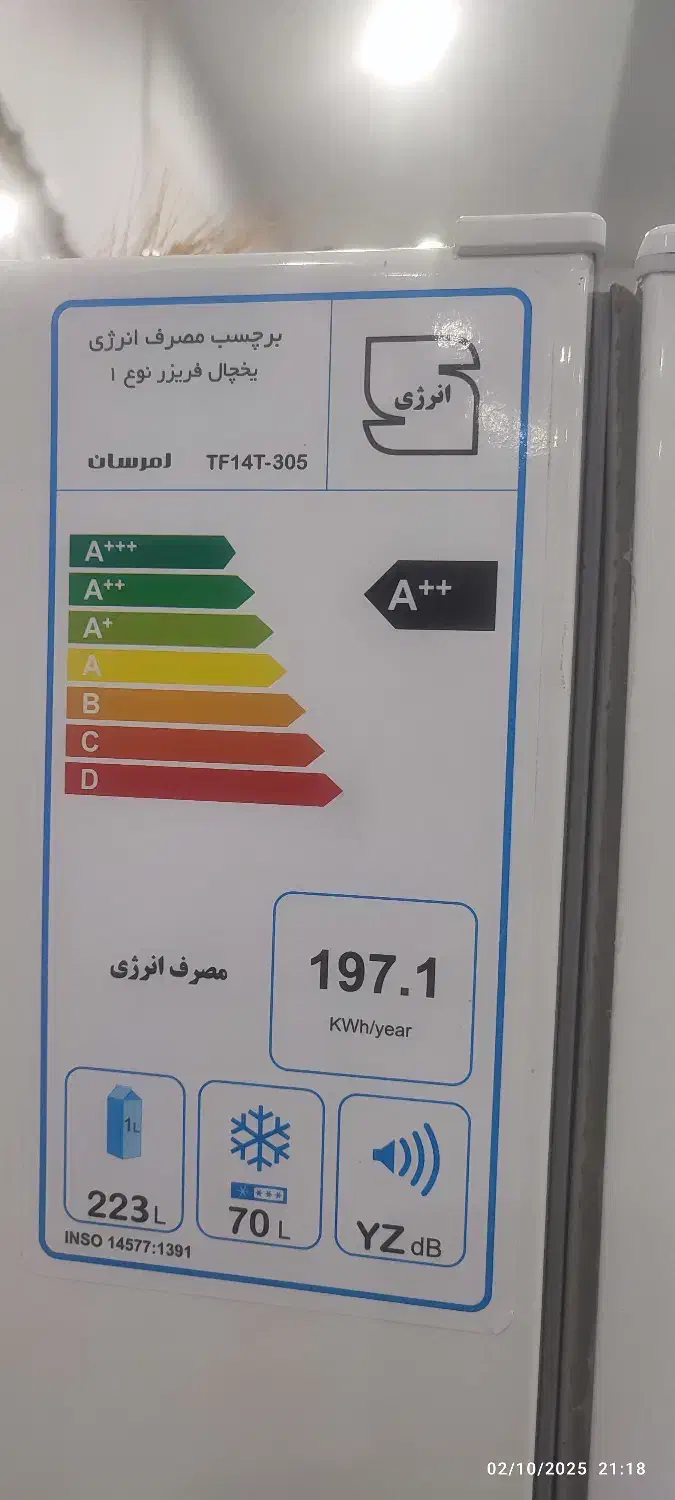 برچسب مصرف انرژی
یخچال فریزر نوع ۱
لمرسان TF14T-305
انرژی
A+++
A++
A+
A
B
C
D
A++
مصرف انرژی
197.1
KWh/year
1L
223 L
70 L
YZ dB
INSO 14577:1391
02/10/2025 21:18